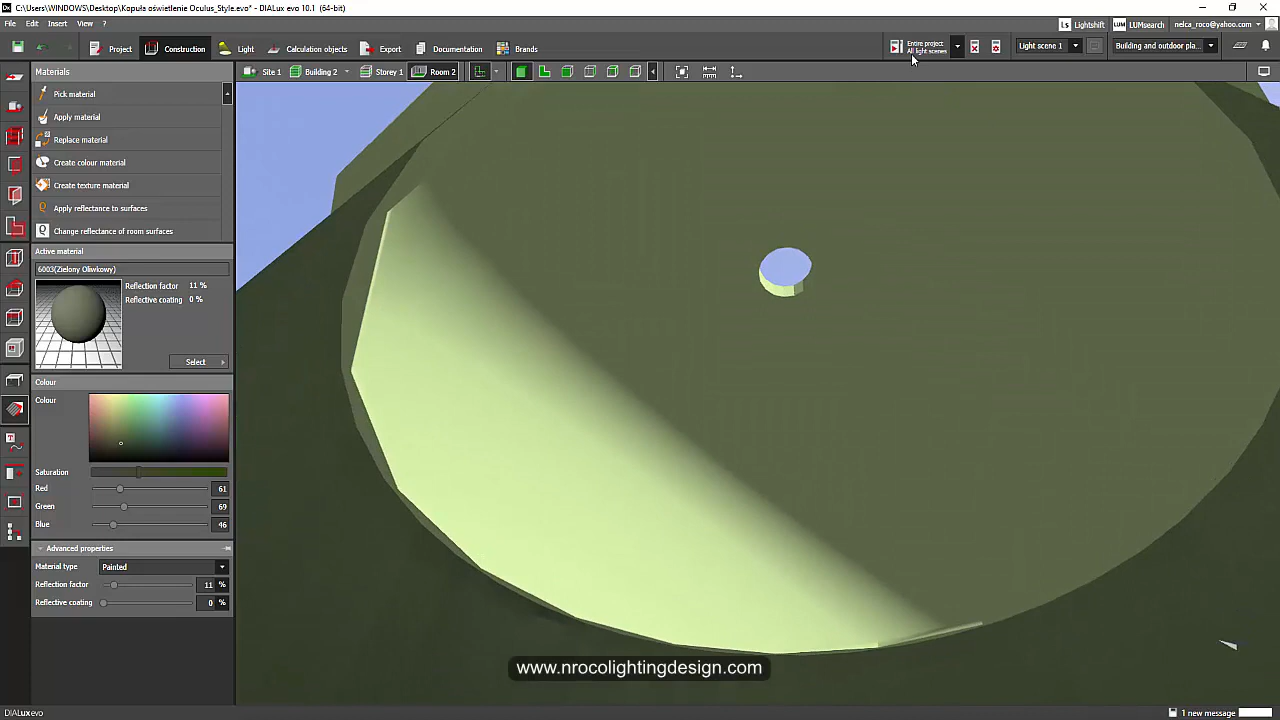 C:\Users\WINDOWS\Desktop\Kopuła oświetlenie Oculus_Style.evo* - DIALux evo 10.1 (64-bit)
File Edit Insert View ?
Lightshift LUMsearch nelca_roco@yahoo.com
Project Construction Light Calculation objects Export Documentation Brands
Entire project
All light scenes
Light scene 1
Building and outdoor pla...
Materials
Site 1 Building 2 Storey 1 Room 2
Pick material
Apply material
Replace material
Create colour material
Create texture material
Apply reflectance to surfaces
Change reflectance of room surfaces
Active material
6003(Zielony Oliwkowy)
Reflection factor 11 %
Reflective coating 0 %
Select
Colour
Colour
Saturation
Red 61
Green 69
Blue 46
Advanced properties
Material type Painted
Reflection factor 11 %
Reflective coating 0 %
www.nrocolightingdesign.com
DIALux evo
1 new message